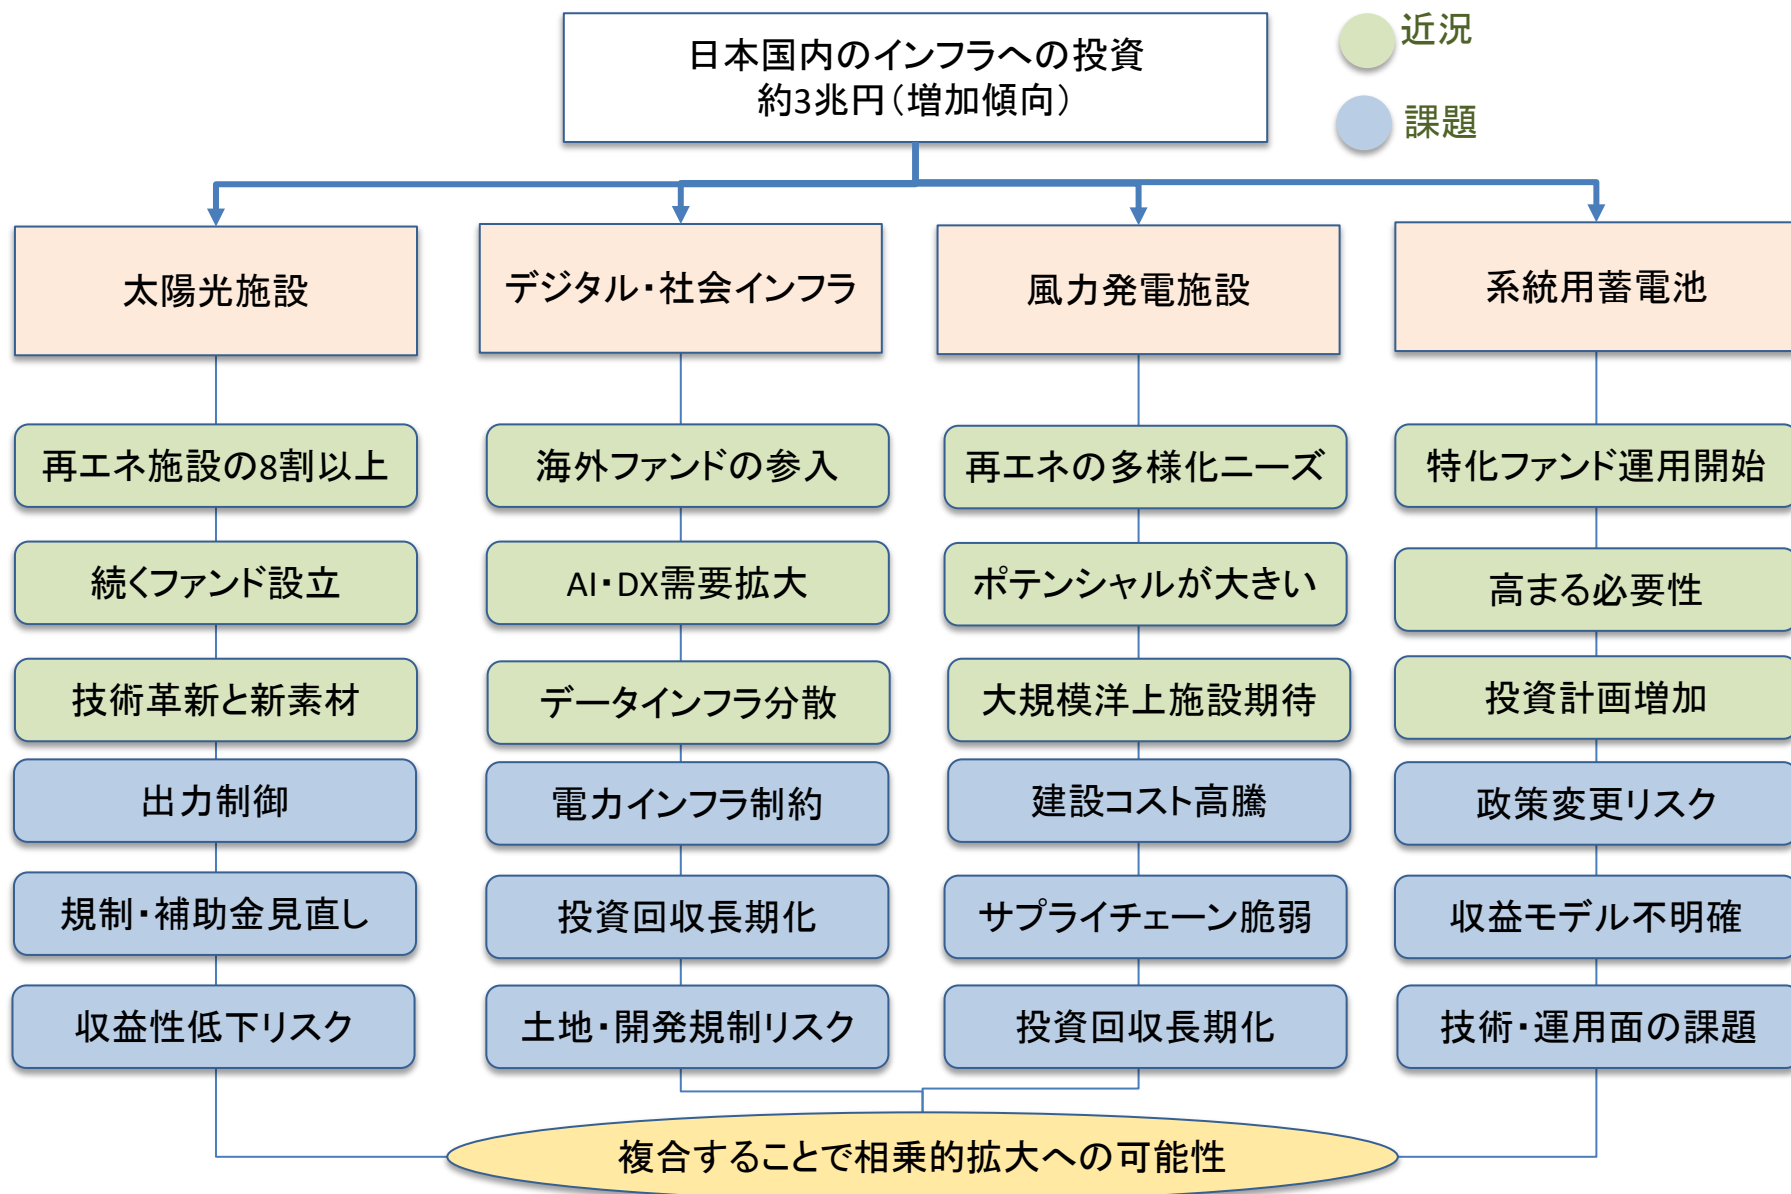 日本国内のインフラへの投資
約3兆円（増加傾向）
近況
課題
太陽光施設
デジタル・社会インフラ
風力発電施設
系統用蓄電池
再エネ施設の8割以上
海外ファンドの参入
再エネの多様化ニーズ
特化ファンド運用開始
続くファンド設立
AI・DX需要拡大
ポテンシャルが大きい
高まる必要性
技術革新と新素材
データインフラ分散
大規模洋上施設期待
投資計画増加
出力制御
電力インフラ制約
建設コスト高騰
政策変更リスク
規制・補助金見直し
投資回収長期化
サプライチェーン脆弱
収益モデル不明確
収益性低下リスク
土地・開発規制リスク
投資回収長期化
技術・運用面の課題
複合することで相乗的拡大への可能性